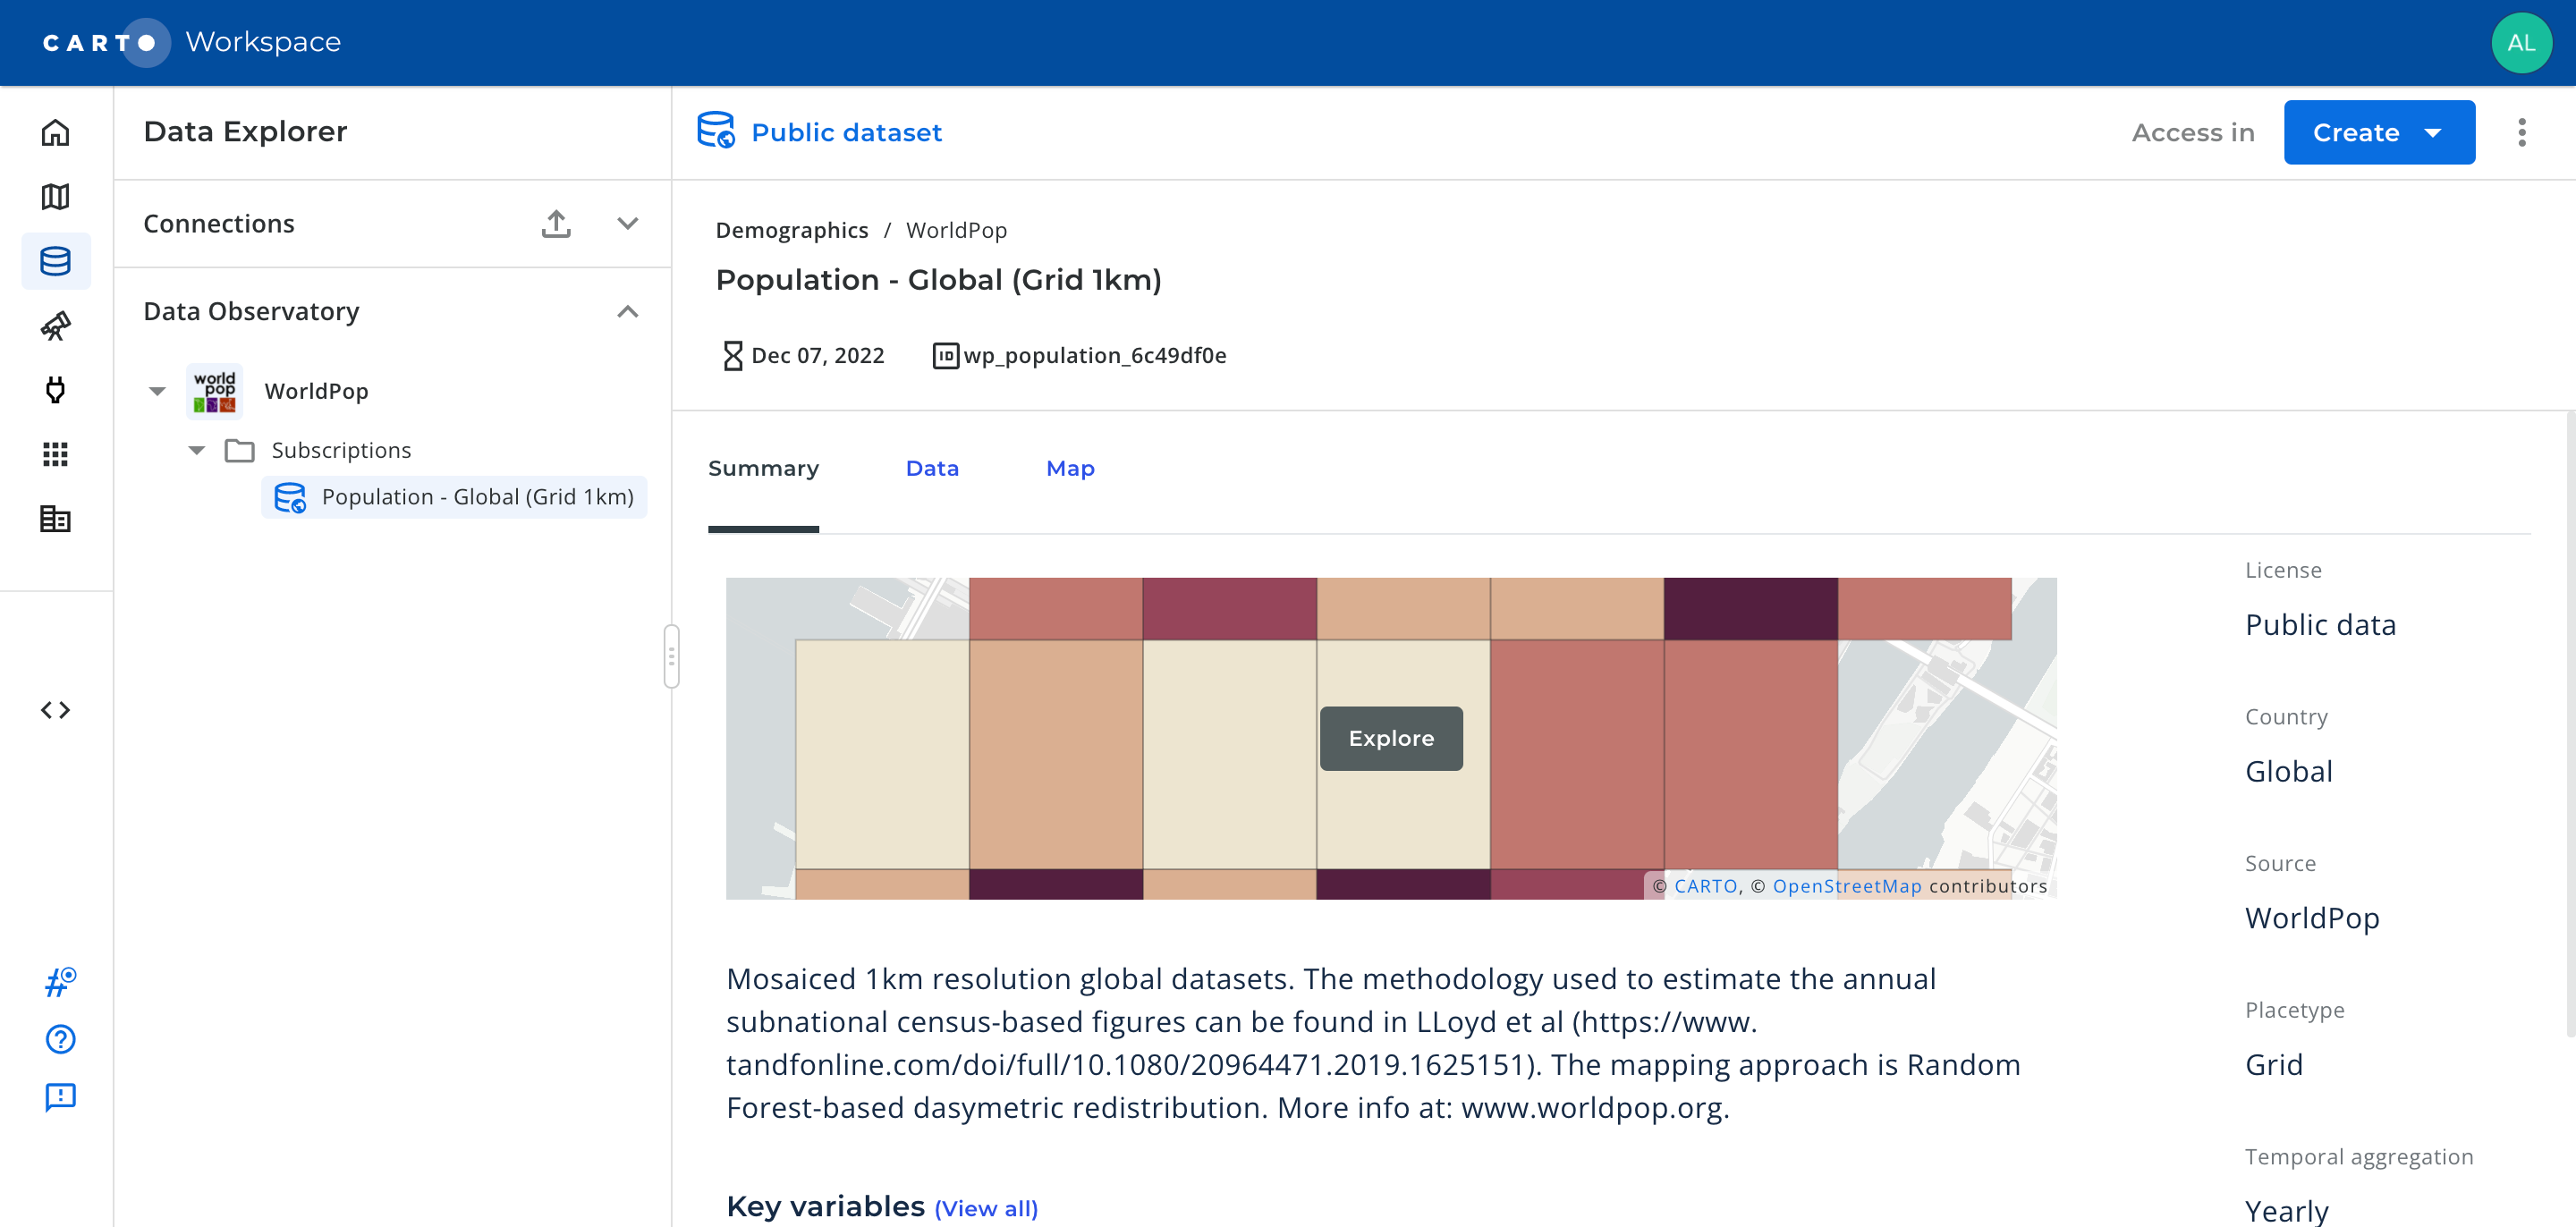 CARTO Workspace
AL
Data Explorer
Public dataset
Access in
Create
Connections
Data Observatory
world
pop
WorldPop
Subscriptions
Population - Global (Grid 1km)
Demographics / WorldPop
Population - Global (Grid 1km)
Dec 07, 2022
ID wp_population_6c49df0e
Summary
Data
Map
Explore
© CARTO, © OpenStreetMap contributors
Mosaiced 1km resolution global datasets. The methodology used to estimate the annual
subnational census-based figures can be found in LLoyd et al (https://www.
tandfonline.com/doi/full/10.1080/20964471.2019.1625151). The mapping approach is Random
Forest-based dasymetric redistribution. More info at: www.worldpop.org.
Key variables (View all)
License
Public data
Country
Global
Source
WorldPop
Placetype
Grid
Temporal aggregation
Yearly